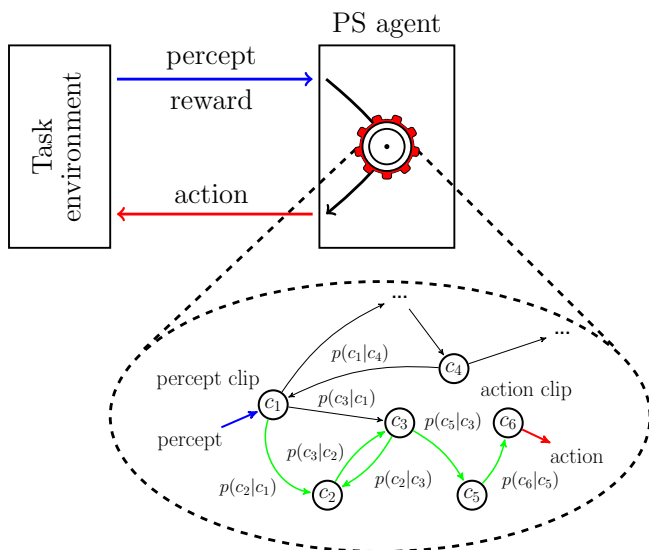 PS agent
percept
reward
Task
environment
action
...
...
p(c₁|c₄)
c₄
percept clip
p(c₃|c₁)
action clip
c₁
c₃
p(c₅|c₃)
c₆
percept
p(c₃|c₂)
action
p(c₂|c₁)
c₂
p(c₂|c₃)
c₅
p(c₆|c₅)